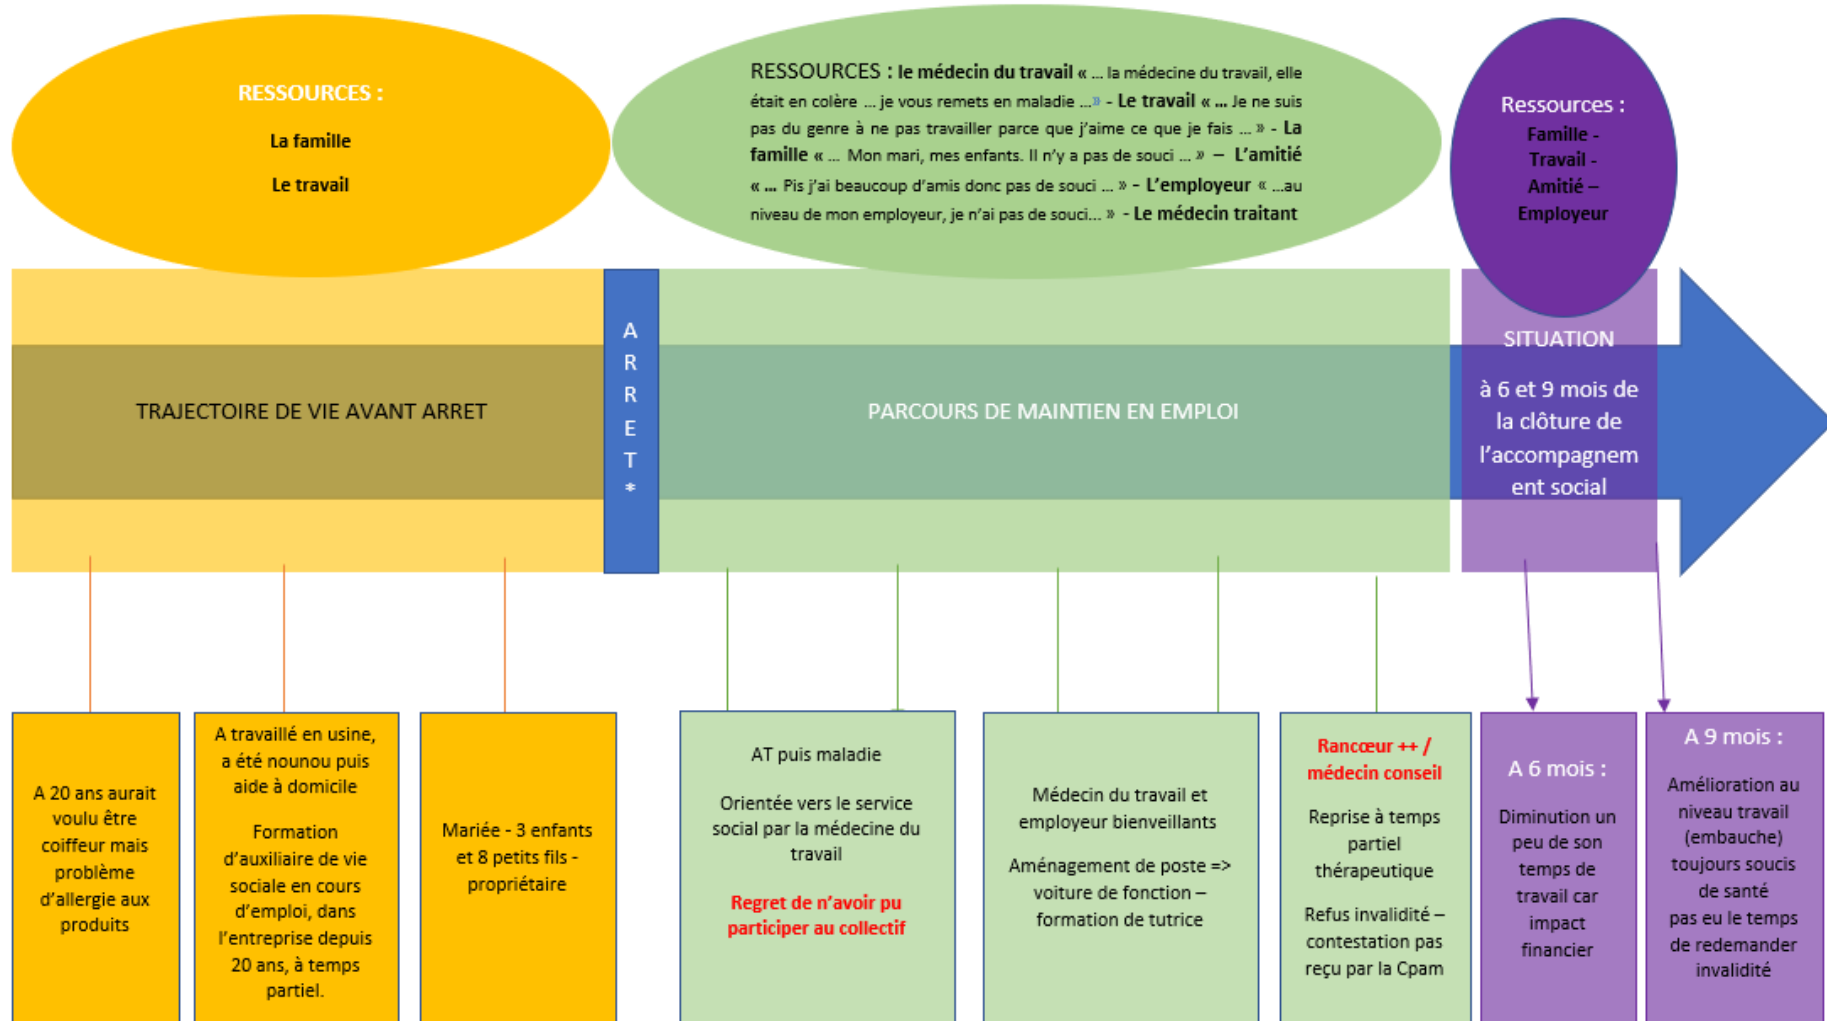 RESSOURCES :
La famille
Le travail
RESSOURCES : le médecin du travail « ... la médecine du travail, elle
était en colère ... je vous remets en maladie ...» - Le travail « ... Je ne suis
pas du genre à ne pas travailler parce que j’aime ce que je fais ... » - La
famille « ... Mon mari, mes enfants. Il n’y a pas de souci ... » – L’amitié
« ... Pis j’ai beaucoup d’amis donc pas de souci ... » - L’employeur « ...au
niveau de mon employeur, je n’ai pas de souci... » - Le médecin traitant
Ressources :
Famille -
Travail -
Amitié –
Employeur
TRAJECTOIRE DE VIE AVANT ARRET
A
R
R
E
T
*
PARCOURS DE MAINTIEN EN EMPLOI
SITUATION
à 6 et 9 mois de
la clôture de
l’accompagnem
ent social
A 20 ans aurait
voulu être
coiffeur mais
problème
d’allergie aux
produits
A travaillé en usine,
a été nounou puis
aide à domicile
Formation
d’auxiliaire de vie
sociale en cours
d’emploi, dans
l’entreprise depuis
20 ans, à temps
partiel.
Mariée - 3 enfants
et 8 petits fils -
propriétaire
AT puis maladie
Orientée vers le service
social par la médecine du
travail
Regret de n’avoir pu
participer au collectif
Médecin du travail et
employeur bienveillants
Aménagement de poste =>
voiture de fonction –
formation de tutrice
Rancœur ++ /
médecin conseil
Reprise à temps
partiel
thérapeutique
Refus invalidité –
contestation pas
reçu par la Cpam
A 6 mois :
Diminution un
peu de son
temps de
travail car
impact
financier
A 9 mois :
Amélioration au
niveau travail
(embauche)
toujours soucis
de santé
pas eu le temps
de redemander
invalidité